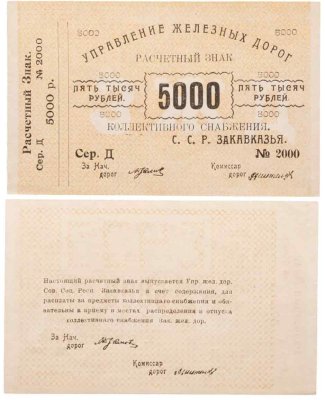 Расчетный Знак.
№ 2000
Сер. Д 5000 р.
УПРАВЛЕНИЕ ЖЕЛЕЗНЫХ ДОРОГ
РАСЧЕТНЫЙ ЗНАК
5000 5000
ПЯТЬ ТЫСЯЧ 5000 ПЯТЬ ТЫСЯЧ
РУБЛЕЙ. РУБЛЕЙ.
5000 5000
КОЛЛЕКТИВНОГО СНАБЖЕНИЯ.
С. С. Р. ЗАКАВКАЗЬЯ.
Сер. Д № 2000
За Нач. Комиссар
дорог дорог
Настоящий расчетный знак выпускается Упр. жел. дор.
Сов. Соц. Респ. Закавказья в счет содержания, для
расплаты за предметы коллективного снабжения и обя-
зательны к приему в местах распределения и отпуска
коллективного снабжения Зак. жел. дор.
За Нач.
дорог
Комиссар
дорог